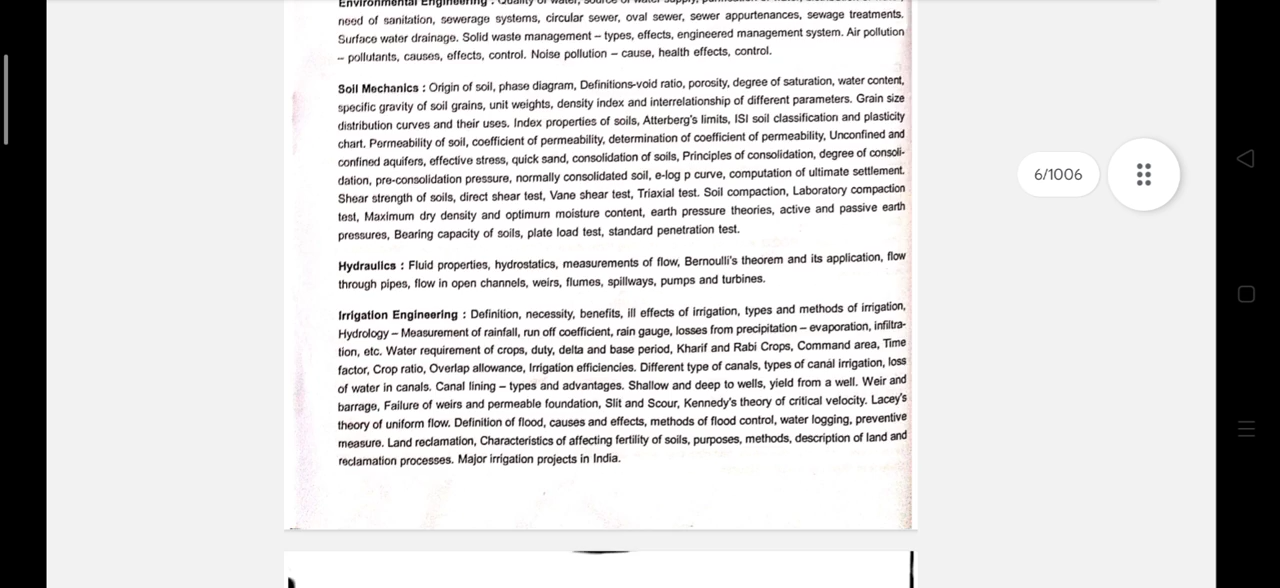 Environmental Engineering : Quality of water, source of water supply,
need of sanitation, sewerage systems, circular sewer, oval sewer, sewer appurtenances, sewage treatments.
Surface water drainage. Solid waste management – types, effects, engineered management system. Air pollution
– pollutants, causes, effects, control. Noise pollution – cause, health effects, control.
Soil Mechanics : Origin of soil, phase diagram, Definitions-void ratio, porosity, degree of saturation, water content,
specific gravity of soil grains, unit weights, density index and interrelationship of different parameters. Grain size
distribution curves and their uses. Index properties of soils, Atterberg's limits, ISI soil classification and plasticity
chart. Permeability of soil, coefficient of permeability, determination of coefficient of permeability, Unconfined and
confined aquifers, effective stress, quick sand, consolidation of soils, Principles of consolidation, degree of consoli-
dation, pre-consolidation pressure, normally consolidated soil, e-log p curve, computation of ultimate settlement.
Shear strength of soils, direct shear test, Vane shear test, Triaxial test. Soil compaction, Laboratory compaction
test, Maximum dry density and optimum moisture content, earth pressure theories, active and passive earth
pressures, Bearing capacity of soils, plate load test, standard penetration test.
6/1006
Hydraulics : Fluid properties, hydrostatics, measurements of flow, Bernoulli's theorem and its application, flow
through pipes, flow in open channels, weirs, flumes, spillways, pumps and turbines.
Irrigation Engineering : Definition, necessity, benefits, ill effects of irrigation, types and methods of irrigation,
Hydrology – Measurement of rainfall, run off coefficient, rain gauge, losses from precipitation – evaporation, infiltra-
tion, etc. Water requirement of crops, duty, delta and base period, Kharif and Rabi Crops, Command area, Time
factor, Crop ratio, Overlap allowance, Irrigation efficiencies. Different type of canals, types of canal irrigation, loss
of water in canals. Canal lining – types and advantages. Shallow and deep to wells, yield from a well. Weir and
barrage, Failure of weirs and permeable foundation, Slit and Scour, Kennedy's theory of critical velocity. Lacey's
theory of uniform flow. Definition of flood, causes and effects, methods of flood control, water logging, preventive
measure. Land reclamation, Characteristics of affecting fertility of soils, purposes, methods, description of land and
reclamation processes. Major irrigation projects in India.